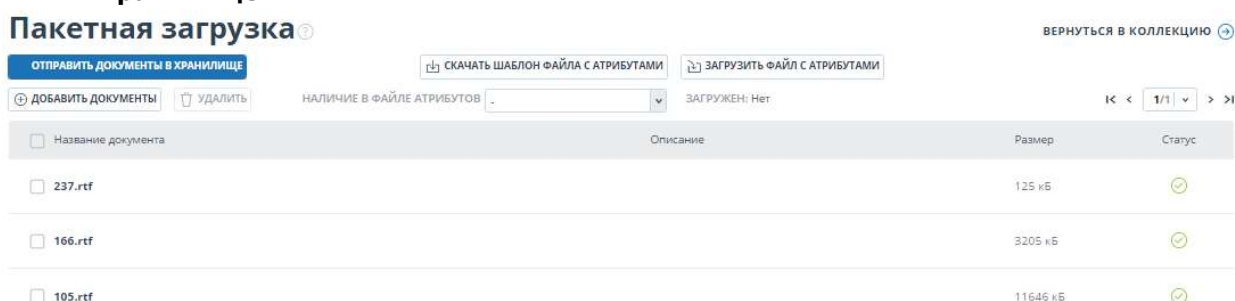 Пакетная загрузка
ВЕРНУТЬСЯ В КОЛЛЕКЦИЮ
ОТПРАВИТЬ ДОКУМЕНТЫ В ХРАНИЛИЩЕ
СКАЧАТЬ ШАБЛОН ФАЙЛА С АТРИБУТАМИ
ЗАГРУЗИТЬ ФАЙЛ С АТРИБУТАМИ
ДОБАВИТЬ ДОКУМЕНТЫ
УДАЛИТЬ
НАЛИЧИЕ В ФАЙЛЕ АТРИБУТОВ -
ЗАГРУЖЕН: Нет
1/1
Название документа Описание Размер Статус
237.rtf 125 кБ
166.rtf 3205 кБ
105.rtf 11646 кБ